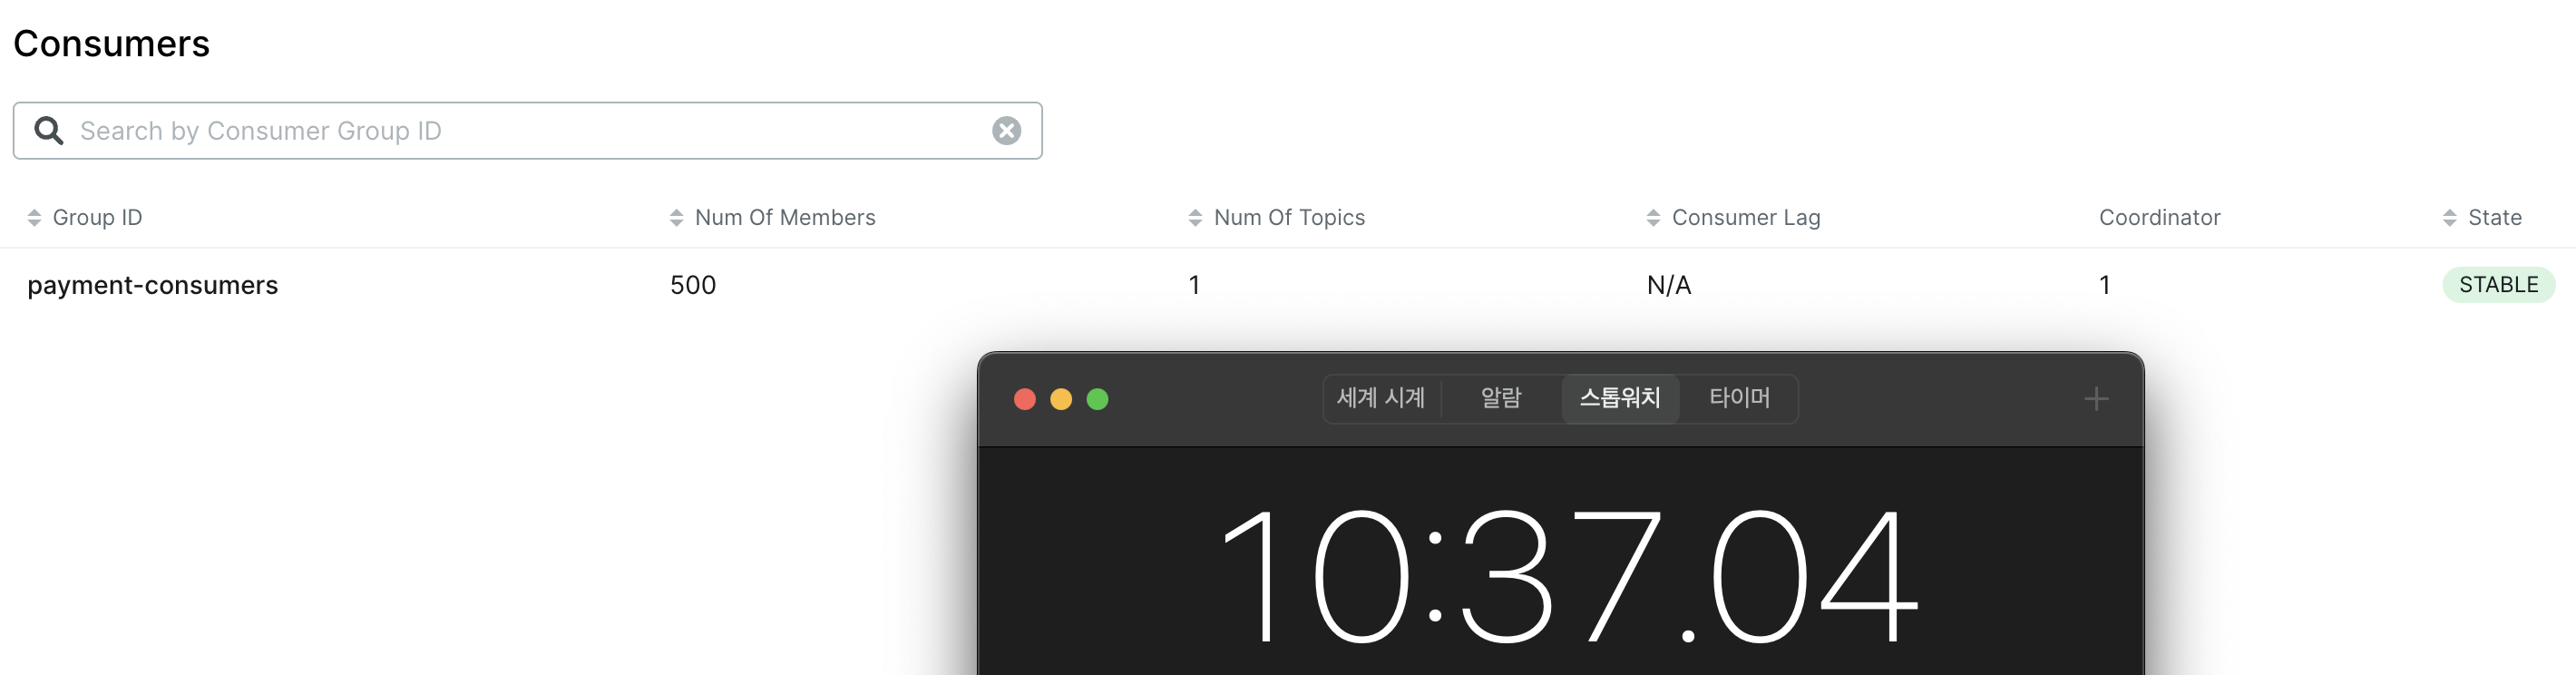 Consumers
Search by Consumer Group ID
Group ID Num Of Members Num Of Topics Consumer Lag Coordinator State
payment-consumers 500 1 N/A 1 STABLE
세계 시계 알람 스톱워치 타이머
10:37.04